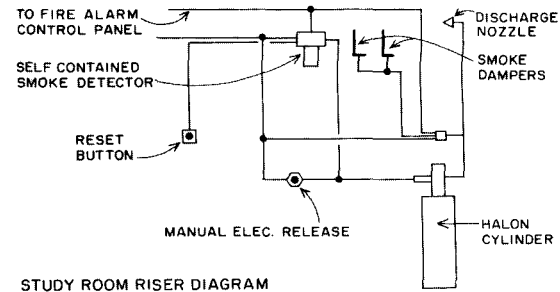 TO FIRE ALARM
CONTROL PANEL
SELF CONTAINED
SMOKE DETECTOR
RESET
BUTTON
MANUAL ELEC. RELEASE
DISCHARGE
NOZZLE
SMOKE
DAMPERS
HALON
CYLINDER
STUDY ROOM RISER DIAGRAM